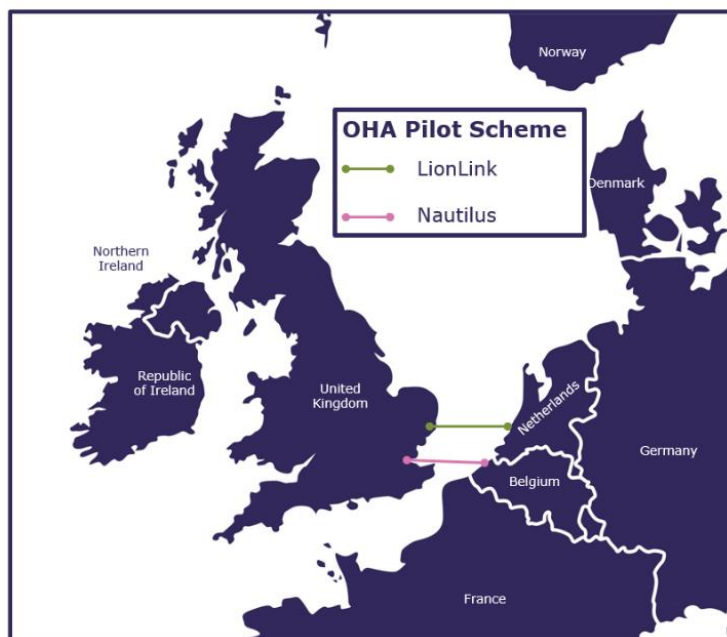 Norway
OHA Pilot Scheme
LionLink
Nautilus
Denmark
Northern
Ireland
Republic
of Ireland
United
Kingdom
Netherlands
Germany
Belgium
France